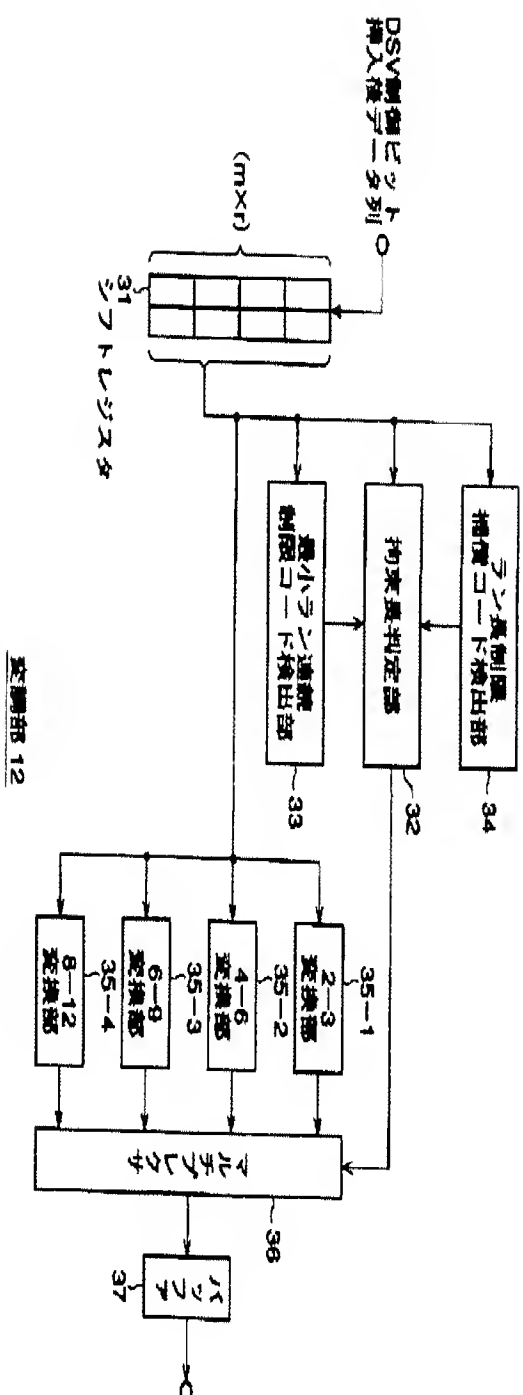 DSV制御ビット
挿入後データ列
(m×r)
31
シフトレジスタ
ラン長制限
補償コード検出部
34
拘束長判定部
32
最小ラン連続
制限コード検出部
33
2-3
変換部
35-1
4-6
変換部
35-2
6-9
変換部
35-3
8-12
変換部
35-4
マルチプレクサ
36
バッファ
37
変調部 12